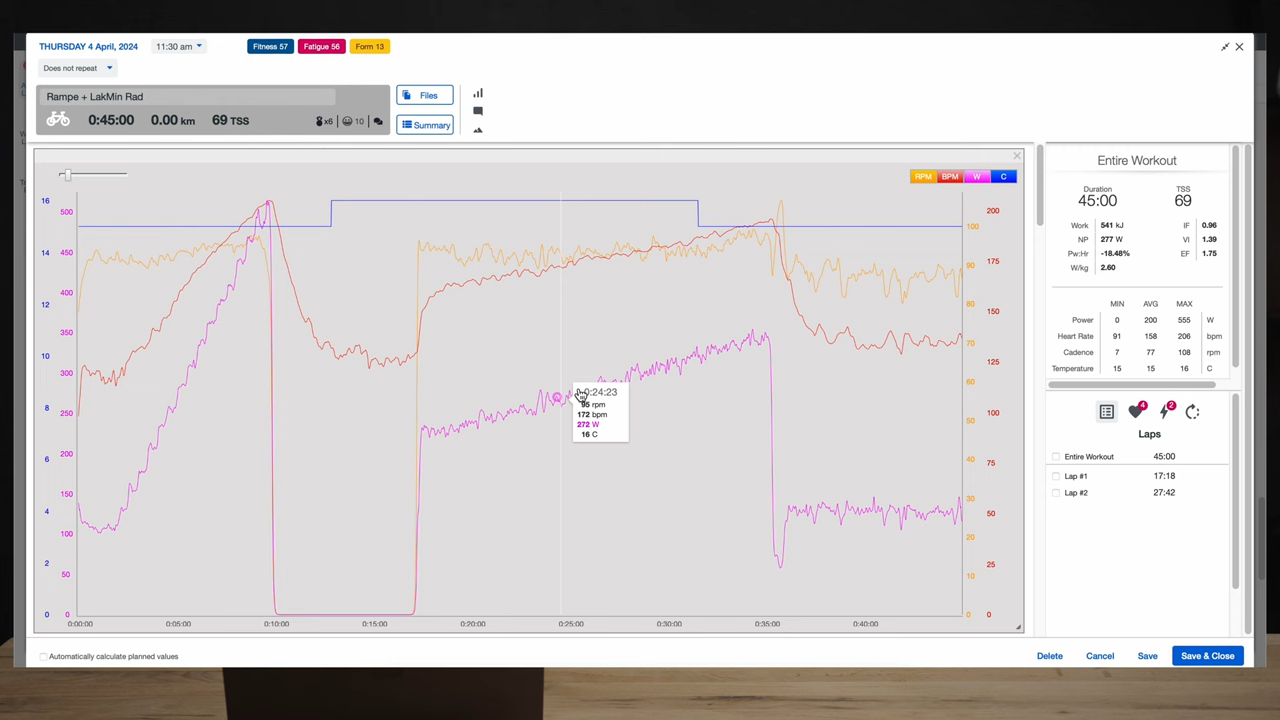 THURSDAY 4 April, 2024 11:30 am Fitness 57 Fatigue 56 Form 13
Does not repeat
Rampe + LakMin Rad
0:45:00 0.00 km 69 TSS x6 10
Files
Summary
RPM BPM W C
16
14
12
10
8
6
4
2
0
500
450
400
350
300
250
200
150
100
50
0
0:24:23
95 rpm
172 bpm
272 W
16 C
100
90
80
70
60
50
40
30
20
10
0
200
175
150
125
100
75
50
25
0
0:00:00 0:05:00 0:10:00 0:15:00 0:20:00 0:25:00 0:30:00 0:35:00 0:40:00
Entire Workout
Duration TSS
45:00 69
Work 541 kJ IF 0.96
NP 277 W VI 1.39
Pw:Hr -18.48% EF 1.75
W/kg 2.60
MIN AVG MAX
Power 0 200 555 W
Heart Rate 91 158 206 bpm
Cadence 7 77 108 rpm
Temperature 15 15 16 C
4 2
Laps
Entire Workout 45:00
Lap #1 17:18
Lap #2 27:42
Automatically calculate planned values
Delete Cancel Save Save & Close